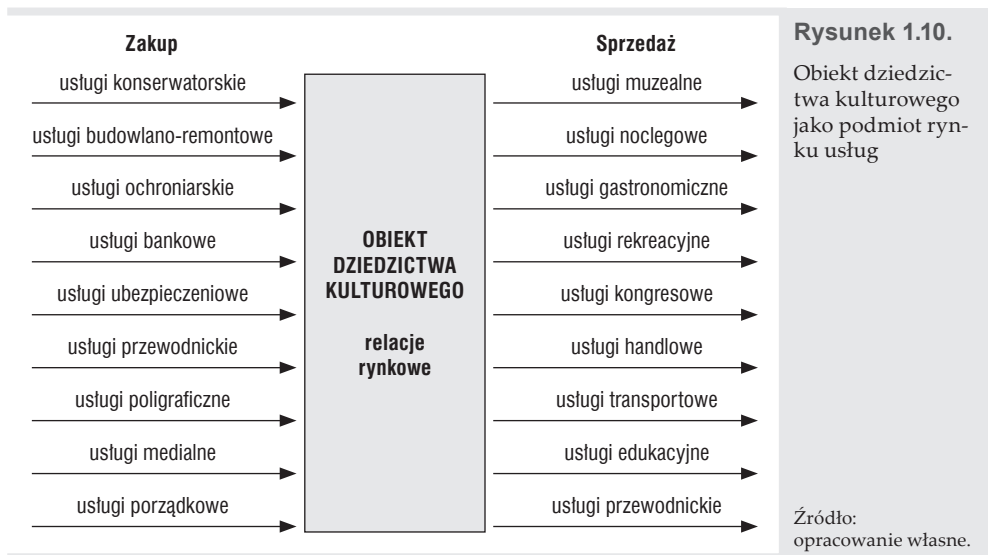 Zakup
usługi konserwatorskie
usługi budowlano-remontowe
usługi ochroniarskie
usługi bankowe
usługi ubezpieczeniowe
usługi przewodnickie
usługi poligraficzne
usługi medialne
usługi porządkowe
OBIEKT
DZIEDZICTWA
KULTUROWEGO
relacje
rynkowe
Sprzedaż
usługi muzealne
usługi noclegowe
usługi gastronomiczne
usługi rekreacyjne
usługi kongresowe
usługi handlowe
usługi transportowe
usługi edukacyjne
usługi przewodnickie
Rysunek 1.10.
Obiekt dziedzic-
twa kulturowego
jako podmiot ryn-
ku usług
Źródło:
opracowanie własne.